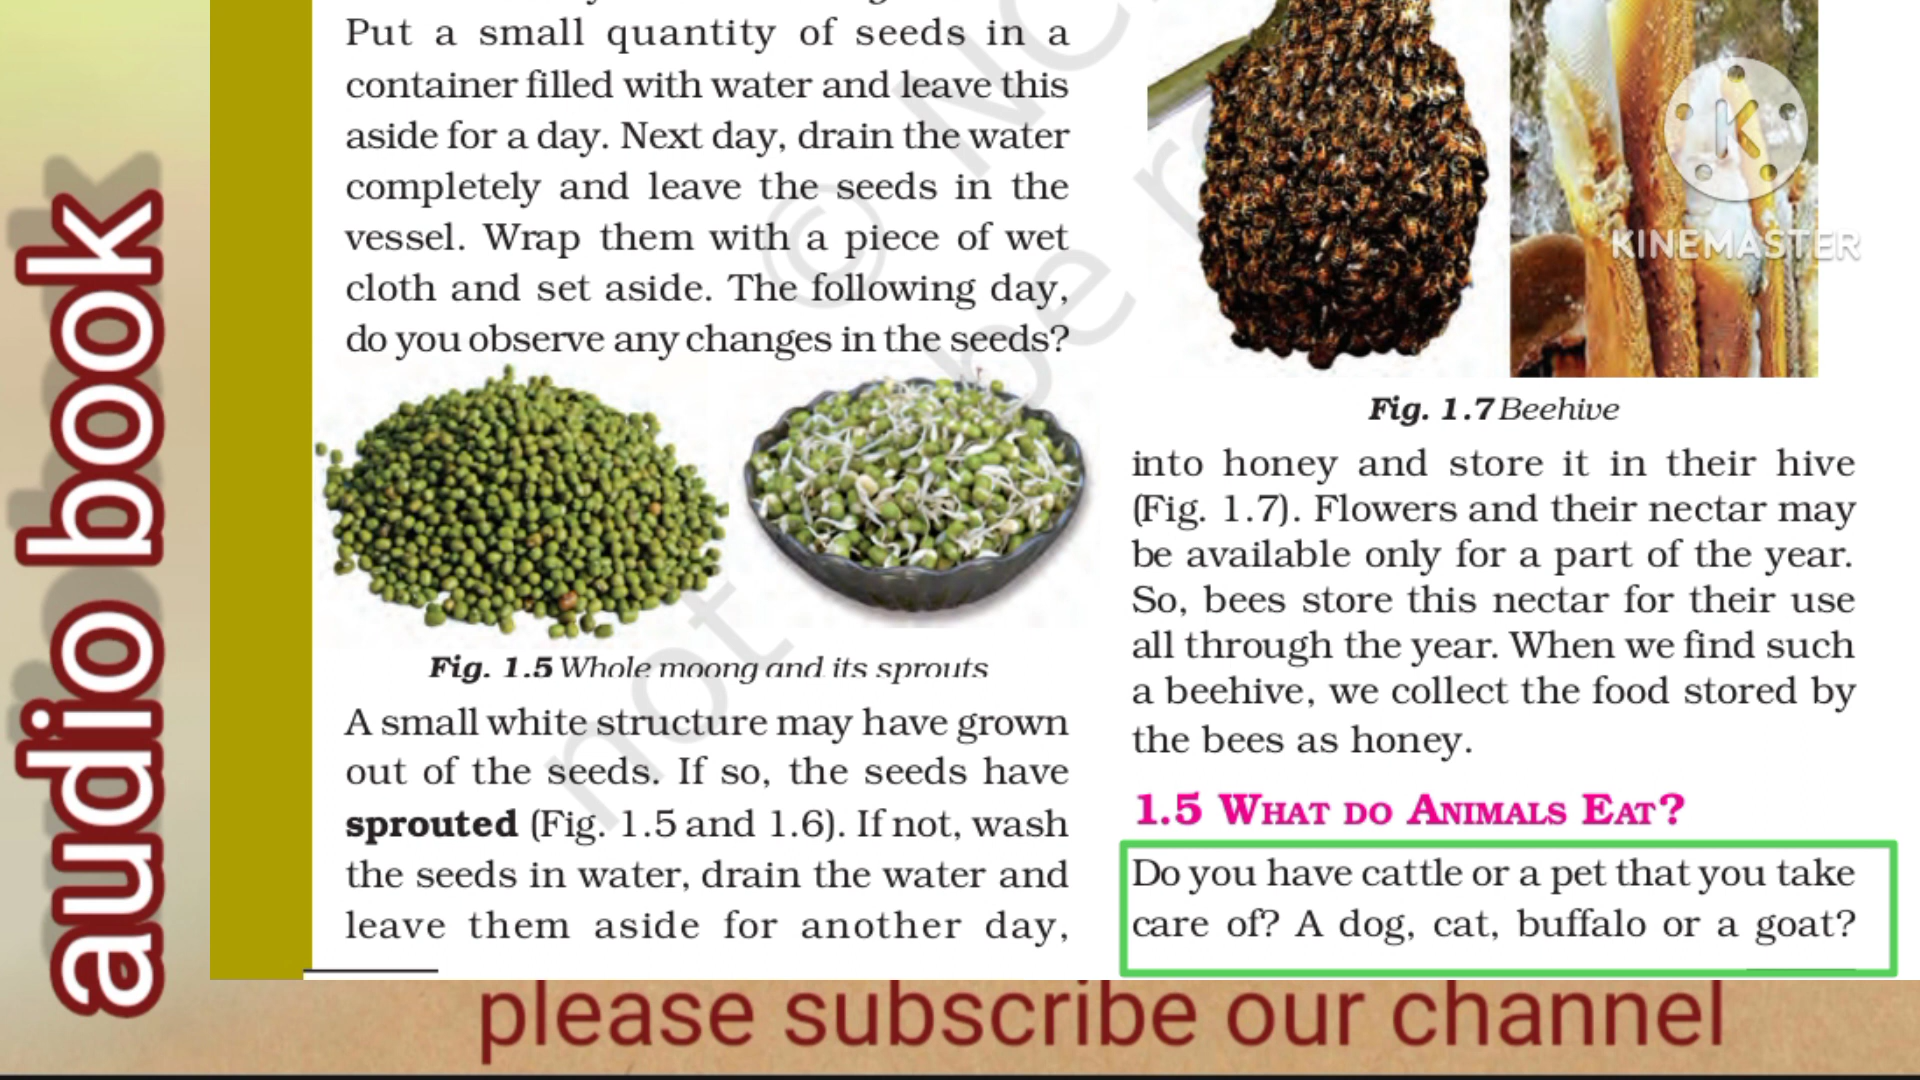 audio book
Put a small quantity of seeds in a
container filled with water and leave this
aside for a day. Next day, drain the water
completely and leave the seeds in the
vessel. Wrap them with a piece of wet
cloth and set aside. The following day,
do you observe any changes in the seeds?
Fig. 1.5 Whole moong and its sprouts
A small white structure may have grown
out of the seeds. If so, the seeds have
sprouted (Fig. 1.5 and 1.6). If not, wash
the seeds in water, drain the water and
leave them aside for another day,
K
KINEMASTER
Fig. 1.7 Beehive
into honey and store it in their hive
(Fig. 1.7). Flowers and their nectar may
be available only for a part of the year.
So, bees store this nectar for their use
all through the year. When we find such
a beehive, we collect the food stored by
the bees as honey.
1.5 What do Animals Eat?
Do you have cattle or a pet that you take
care of? A dog, cat, buffalo or a goat?
© NC
not be r
please subscribe our channel